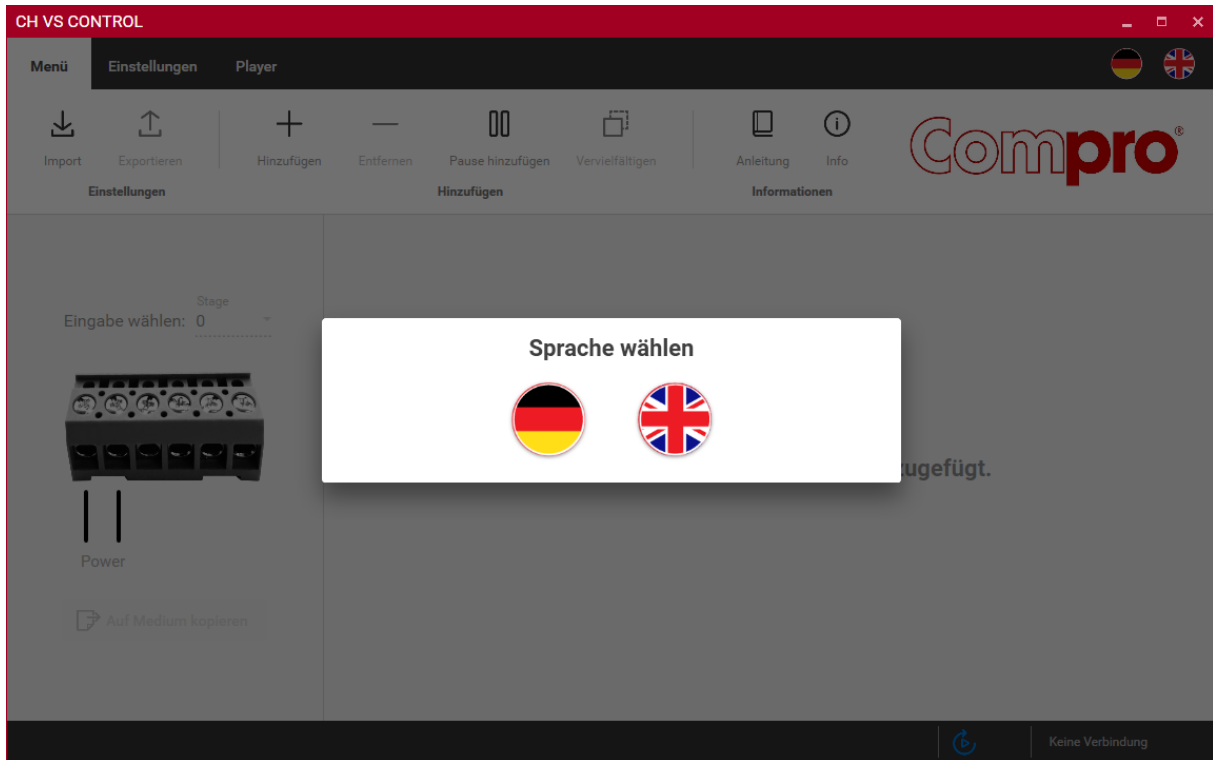 CH VS CONTROL
Menü Einstellungen Player
Import Exportieren Hinzufügen Entfernen Pause hinzufügen Vervielfältigen Anleitung Info
Einstellungen Hinzufügen Informationen
Compro®
Stage
Eingabe wählen: 0
Sprache wählen
Power
Auf Medium kopieren
Keine Verbindung